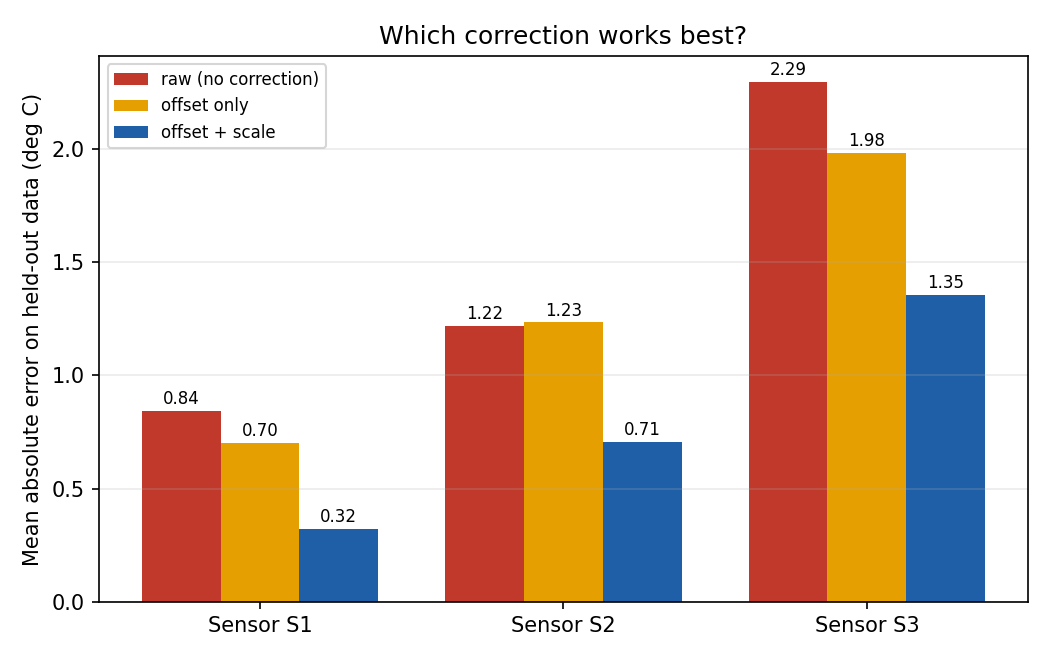 Which correction works best?
Mean absolute error on held-out data (deg C)
raw (no correction)
offset only
offset + scale
2.0
1.5
1.0
0.5
0.0
0.84
0.70
0.32
1.22
1.23
0.71
2.29
1.98
1.35
Sensor S1
Sensor S2
Sensor S3